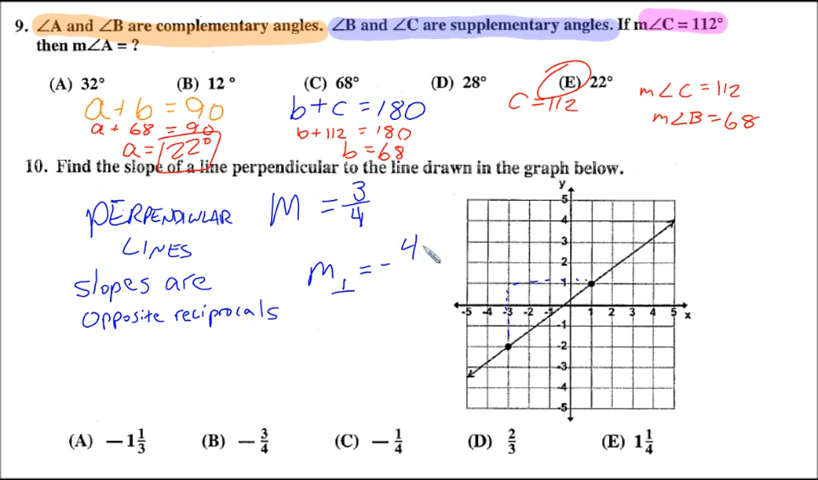 9. ∠A and ∠B are complementary angles. ∠B and ∠C are supplementary angles. If m∠C = 112°
then m∠A = ?
(A) 32° (B) 12 ° (C) 68° (D) 28° (E) 22°
a + b = 90
a + 68 = 90
a = 22°
b + c = 180
b + 112 = 180
b = 68
C = 112
m∠C = 112
m∠B = 68
10. Find the slope of a line perpendicular to the line drawn in the graph below.
PERPENDICULAR
LINES
slopes are
opposite reciprocals
M = 3/4
m⊥ = - 4
y
5
4
3
2
1
-5 -4 -3 -2 -1 1 2 3 4 5 x
-1
-2
-3
-4
-5
(A) −1 1/3 (B) − 3/4 (C) − 1/4 (D) 2/3 (E) 1 1/4